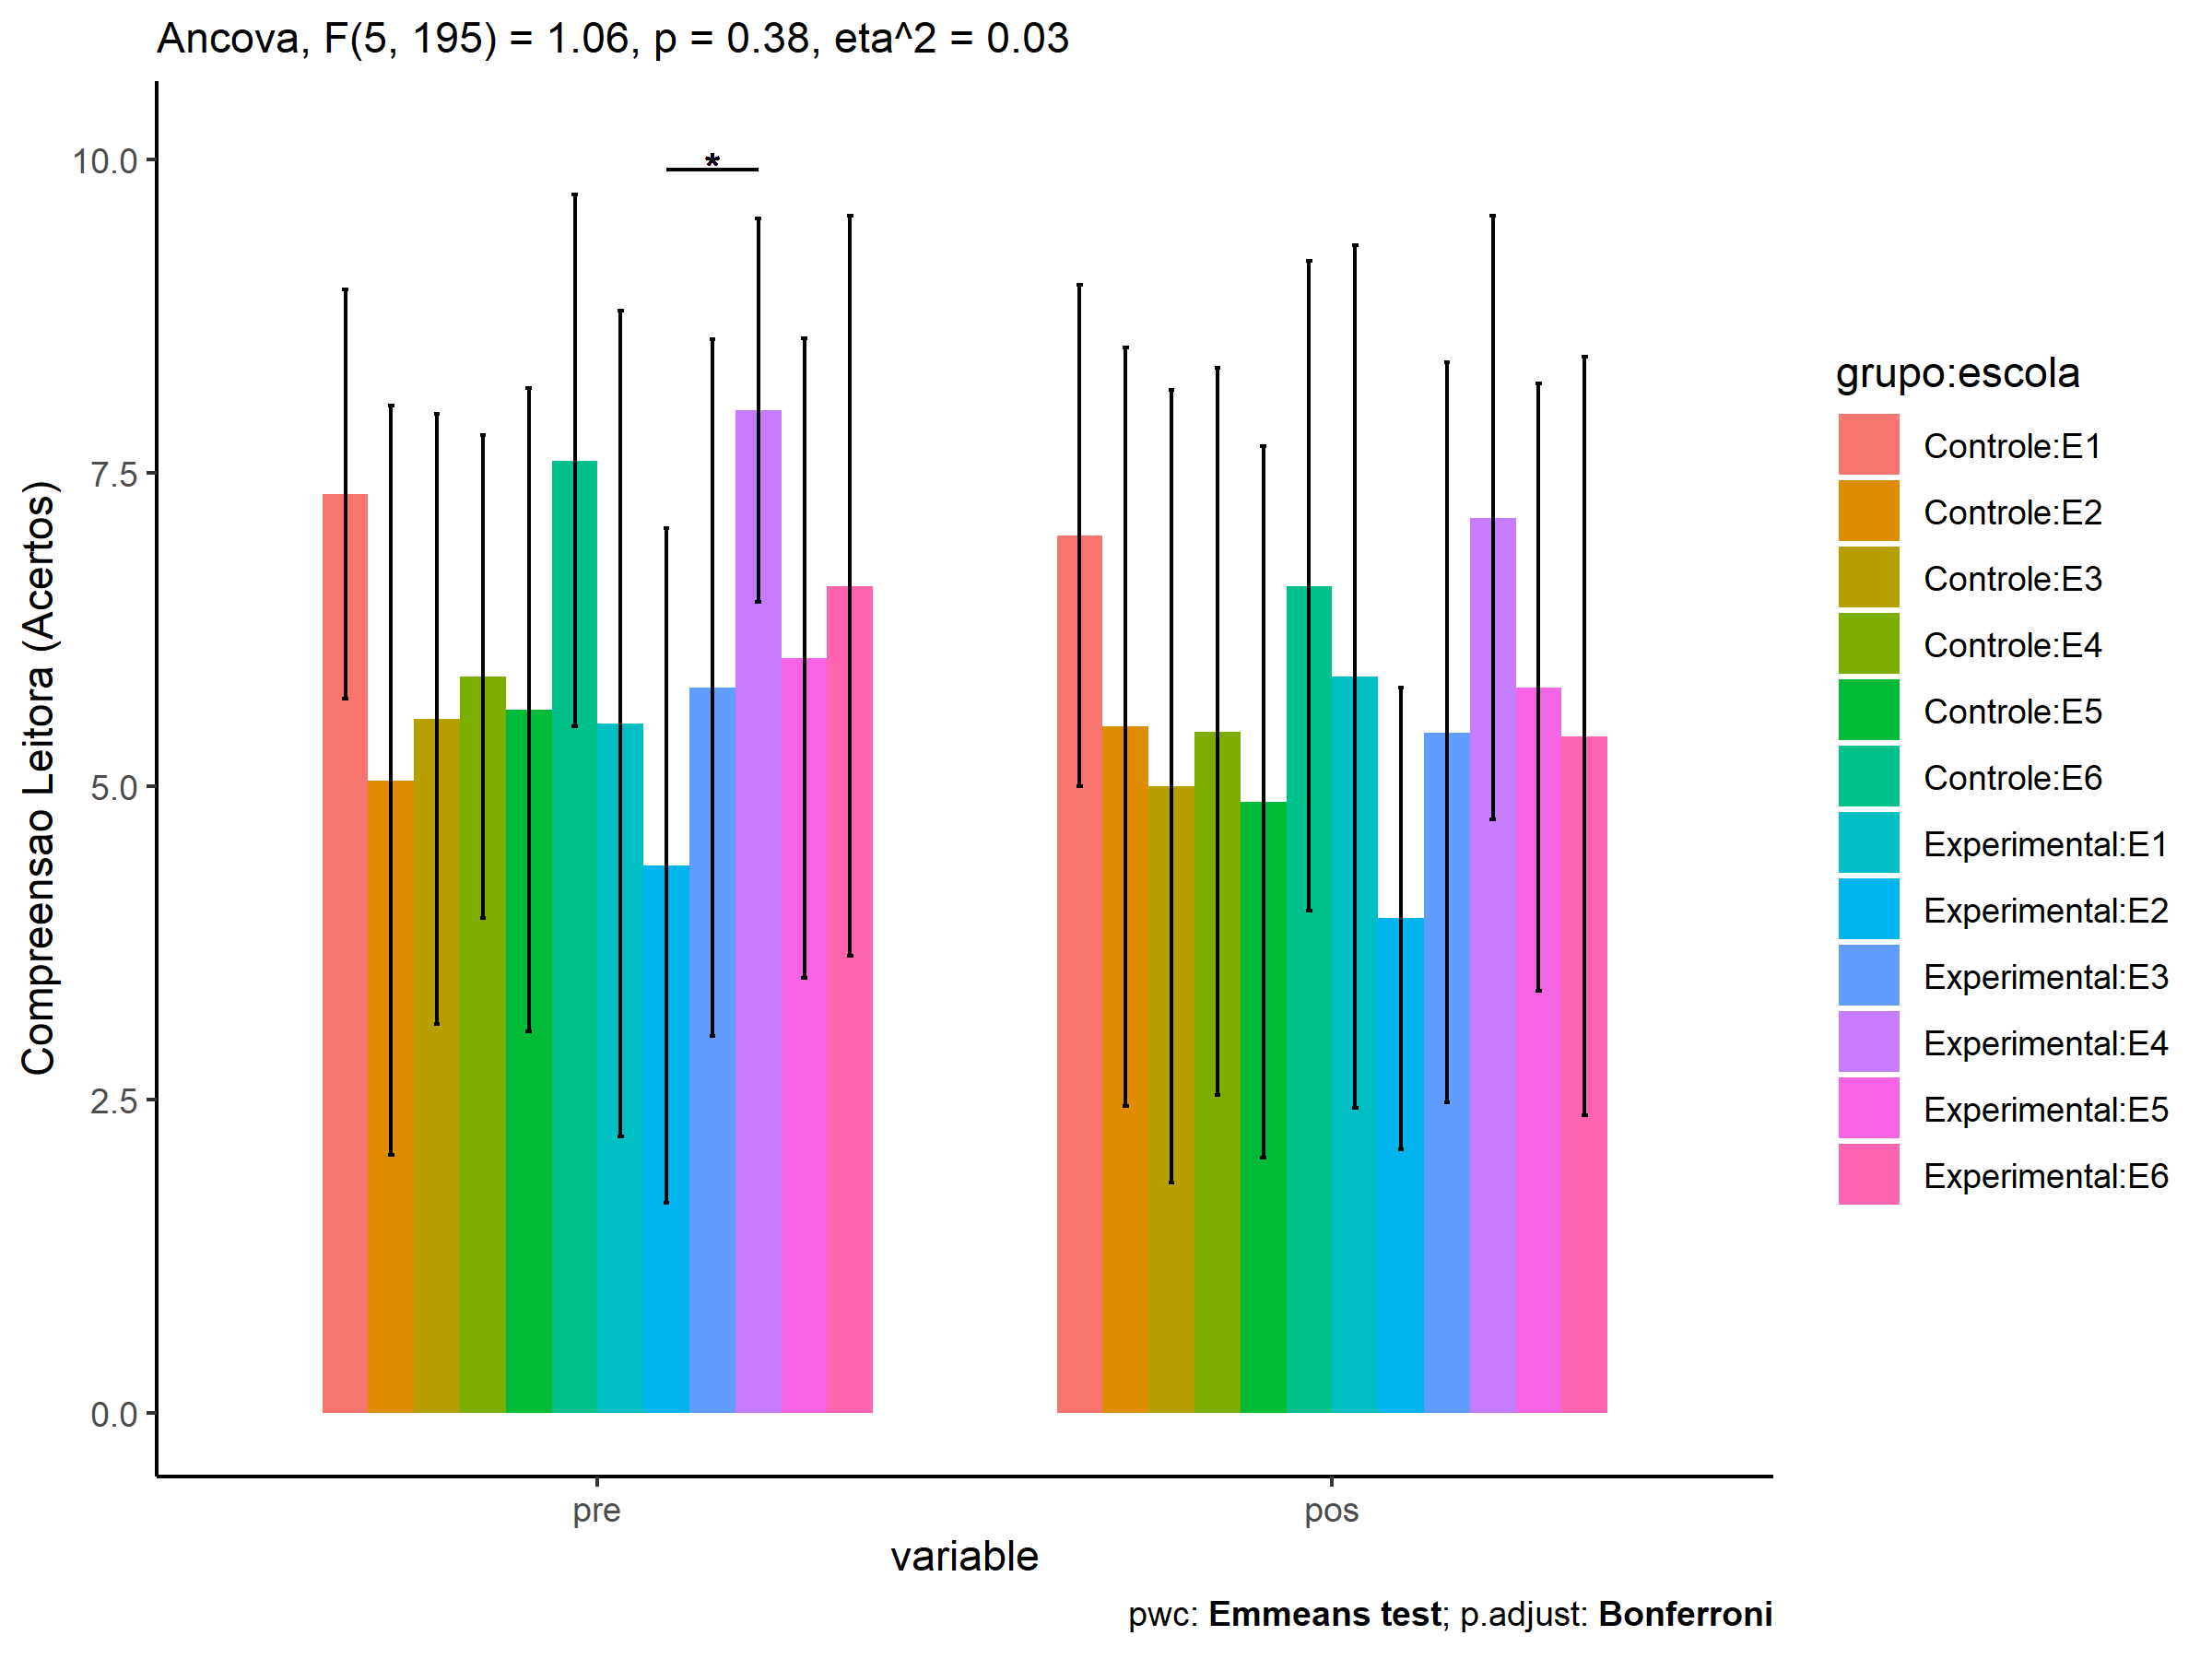 Ancova, F(5, 195) = 1.06, p = 0.38, eta^2 = 0.03
Compreensao Leitora (Acertos)
10.0
7.5
5.0
2.5
0.0
*
pre
pos
variable
pwc: Emmeans test; p.adjust: Bonferroni
grupo:escola
Controle:E1
Controle:E2
Controle:E3
Controle:E4
Controle:E5
Controle:E6
Experimental:E1
Experimental:E2
Experimental:E3
Experimental:E4
Experimental:E5
Experimental:E6